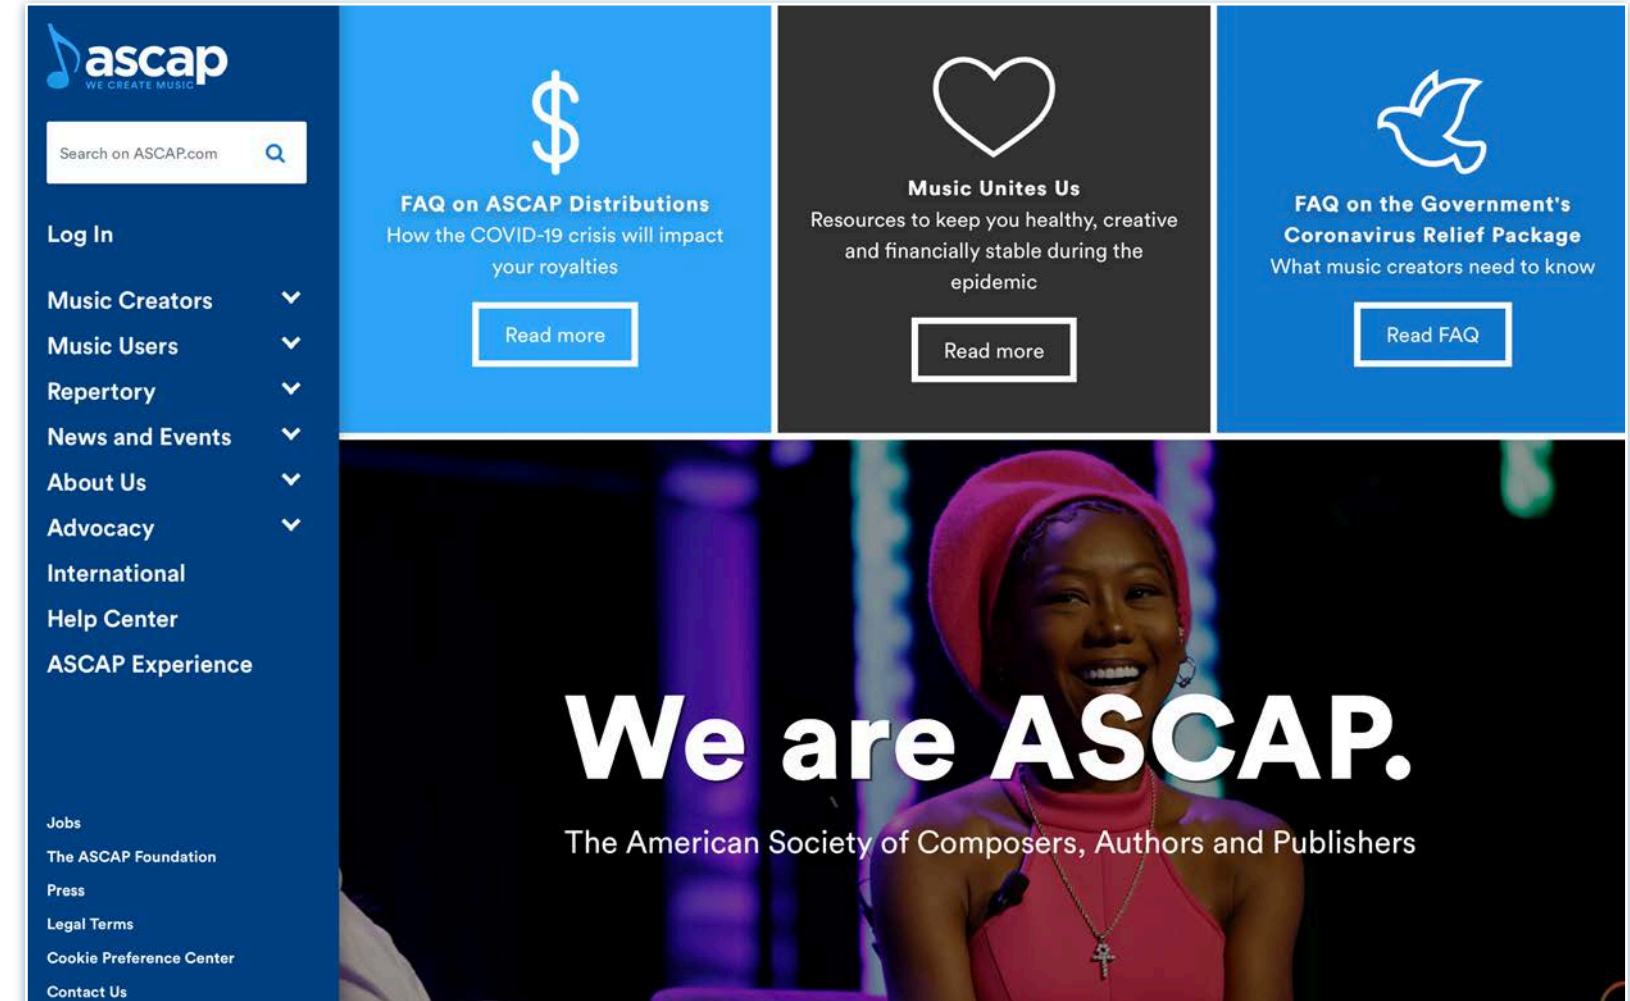 ascap
WE CREATE MUSIC
Search on ASCAP.com
Log In
Music Creators
Music Users
Repertory
News and Events
About Us
Advocacy
International
Help Center
ASCAP Experience
Jobs
The ASCAP Foundation
Press
Legal Terms
Cookie Preference Center
Contact Us
$
FAQ on ASCAP Distributions
How the COVID-19 crisis will impact
your royalties
Read more
Music Unites Us
Resources to keep you healthy, creative
and financially stable during the
epidemic
Read more
FAQ on the Government's
Coronavirus Relief Package
What music creators need to know
Read FAQ
We are ASCAP.
The American Society of Composers, Authors and Publishers